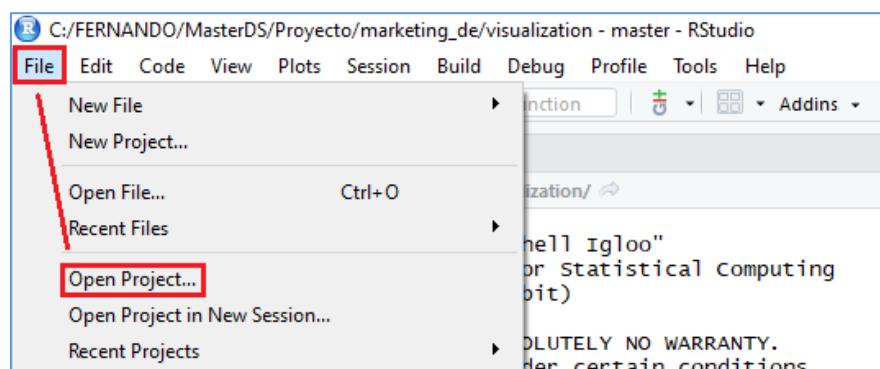 C:/FERNANDO/MasterDS/Proyecto/marketing_de/visualization - master - RStudio
File Edit Code View Plots Session Build Debug Profile Tools Help
New File
Addins
New Project...
Open File... Ctrl+O
Recent Files
Open Project...
Open Project in New Session...
Recent Projects
ization/
Igloo"
or Statistical Computing
bit)
NO WARRANTY.
certain conditions